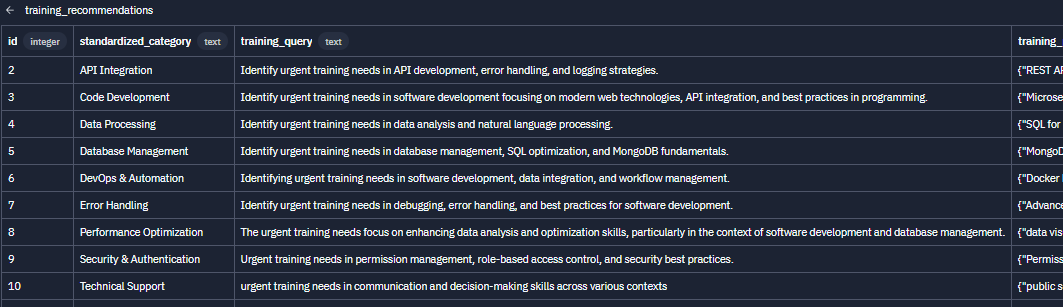 training_recommendations
id integer standardized_category text training_query text training_
2 API Integration Identify urgent training needs in API development, error handling, and logging strategies. {"REST AP
3 Code Development Identify urgent training needs in software development focusing on modern web technologies, API integration, and best practices in programming. {"Microse
4 Data Processing Identify urgent training needs in data analysis and natural language processing. {"SQL for
5 Database Management Identify urgent training needs in database management, SQL optimization, and MongoDB fundamentals. {"MongoD
6 DevOps & Automation Identifying urgent training needs in software development, data integration, and workflow management. {"Docker
7 Error Handling Identify urgent training needs in debugging, error handling, and best practices for software development. {"Advance
8 Performance Optimization The urgent training needs focus on enhancing data analysis and optimization skills, particularly in the context of software development and database management. {"data vis
9 Security & Authentication Urgent training needs in permission management, role-based access control, and security best practices. {"Permiss
10 Technical Support urgent training needs in communication and decision-making skills across various contexts {"public s